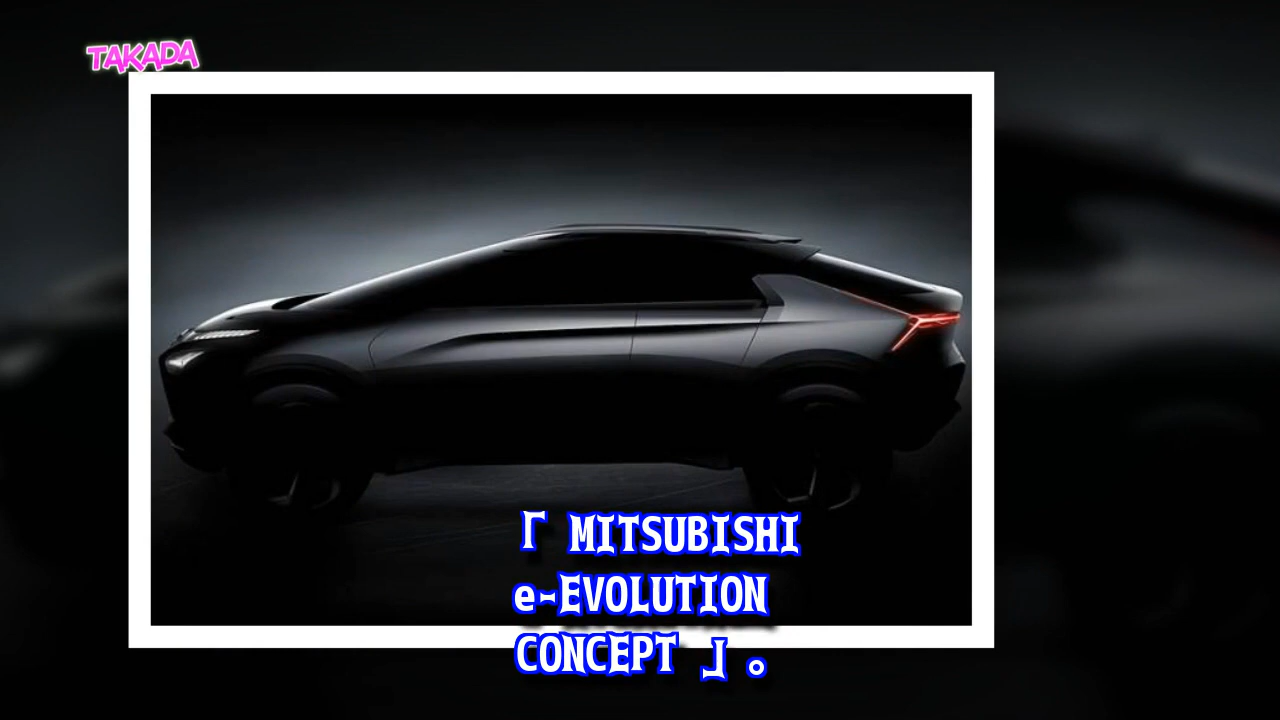 TAKADA
「 MITSUBISHI
e-EVOLUTION
CONCEPT 」。